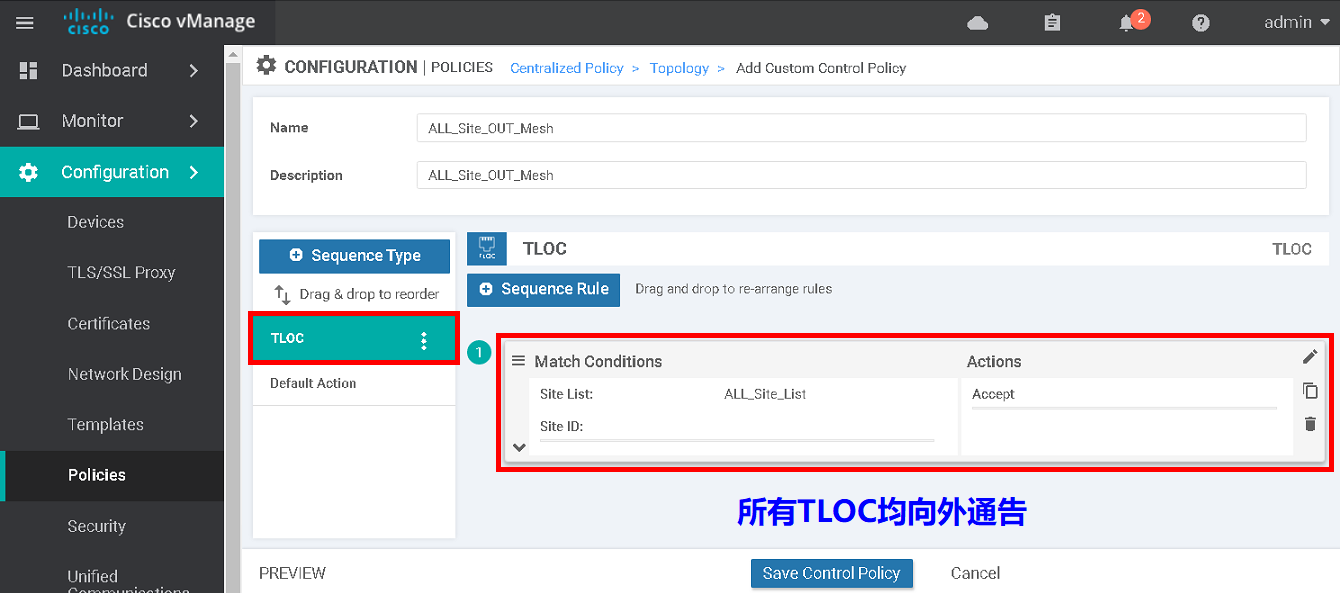 CISCO Cisco vManage
2
admin
Dashboard
Monitor
Configuration
Devices
TLS/SSL Proxy
Certificates
Network Design
Templates
Policies
Security
Unified
Communications
CONFIGURATION | POLICIES Centralized Policy > Topology > Add Custom Control Policy
Name ALL_Site_OUT_Mesh
Description ALL_Site_OUT_Mesh
Sequence Type
Drag & drop to reorder
TLOC
Default Action
TLOC TLOC TLOC
Sequence Rule Drag and drop to re-arrange rules
1
Match Conditions Actions
Site List: ALL_Site_List Accept
Site ID:
所有TLOC均向外通告
PREVIEW Save Control Policy Cancel